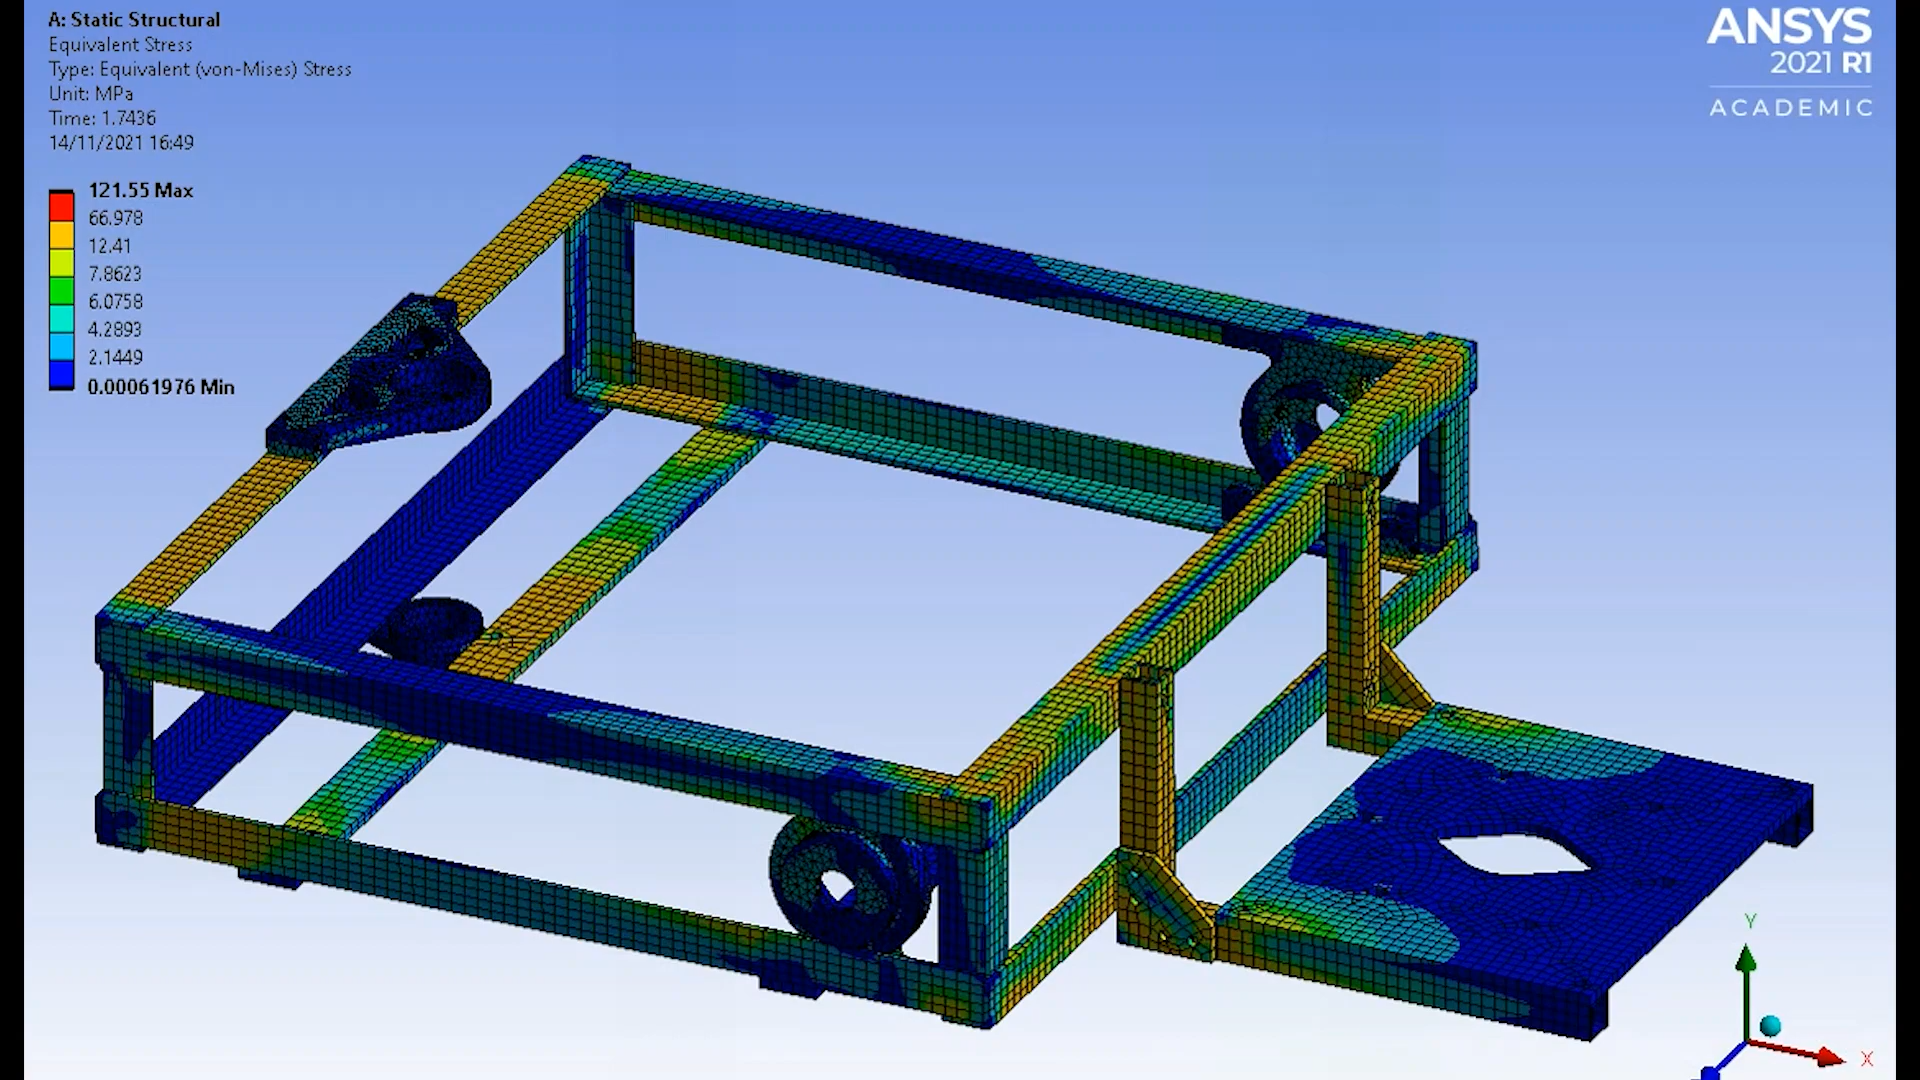 A: Static Structural
Equivalent Stress
Type: Equivalent (von-Mises) Stress
Unit: MPa
Time: 1.7436
14/11/2021 16:49
121.55 Max
66.978
12.41
7.8623
6.0758
4.2893
2.1449
0.00061976 Min
ANSYS
2021 R1
ACADEMIC
Y
X